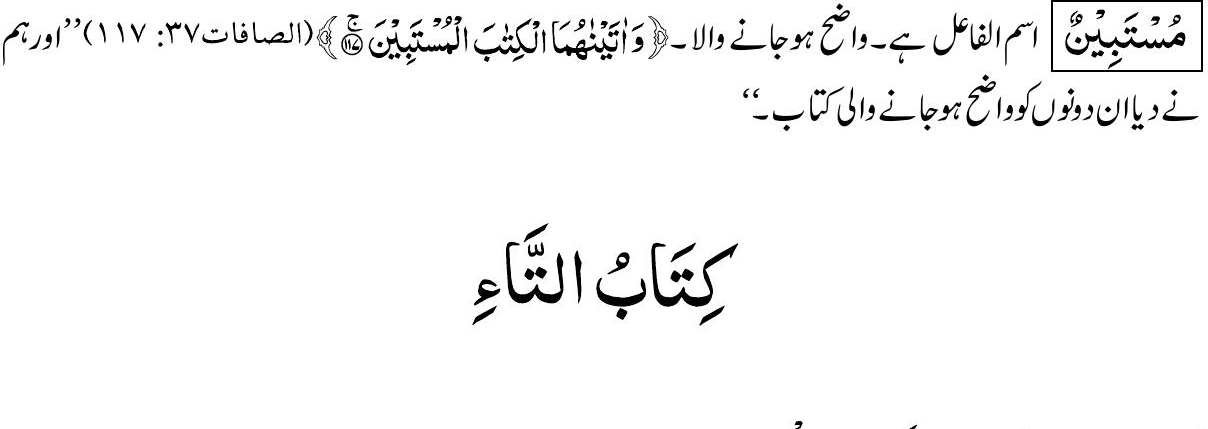 مُسْتَبِيْنٌ اسم الفاعل ہے۔ واضح ہوجانے والا۔ ﴿وَاٰتَيْنٰهُمَا الْكِتٰبَ الْمُسْتَبِيْنَ ۚ ۝۱۱۷﴾ (الصافات ۳۷: ۱۱۷) ’’اور ہم
نے دیا ان دونوں کو واضح ہوجانے والی کتاب۔‘‘
كِتَابُ التَّاءِ